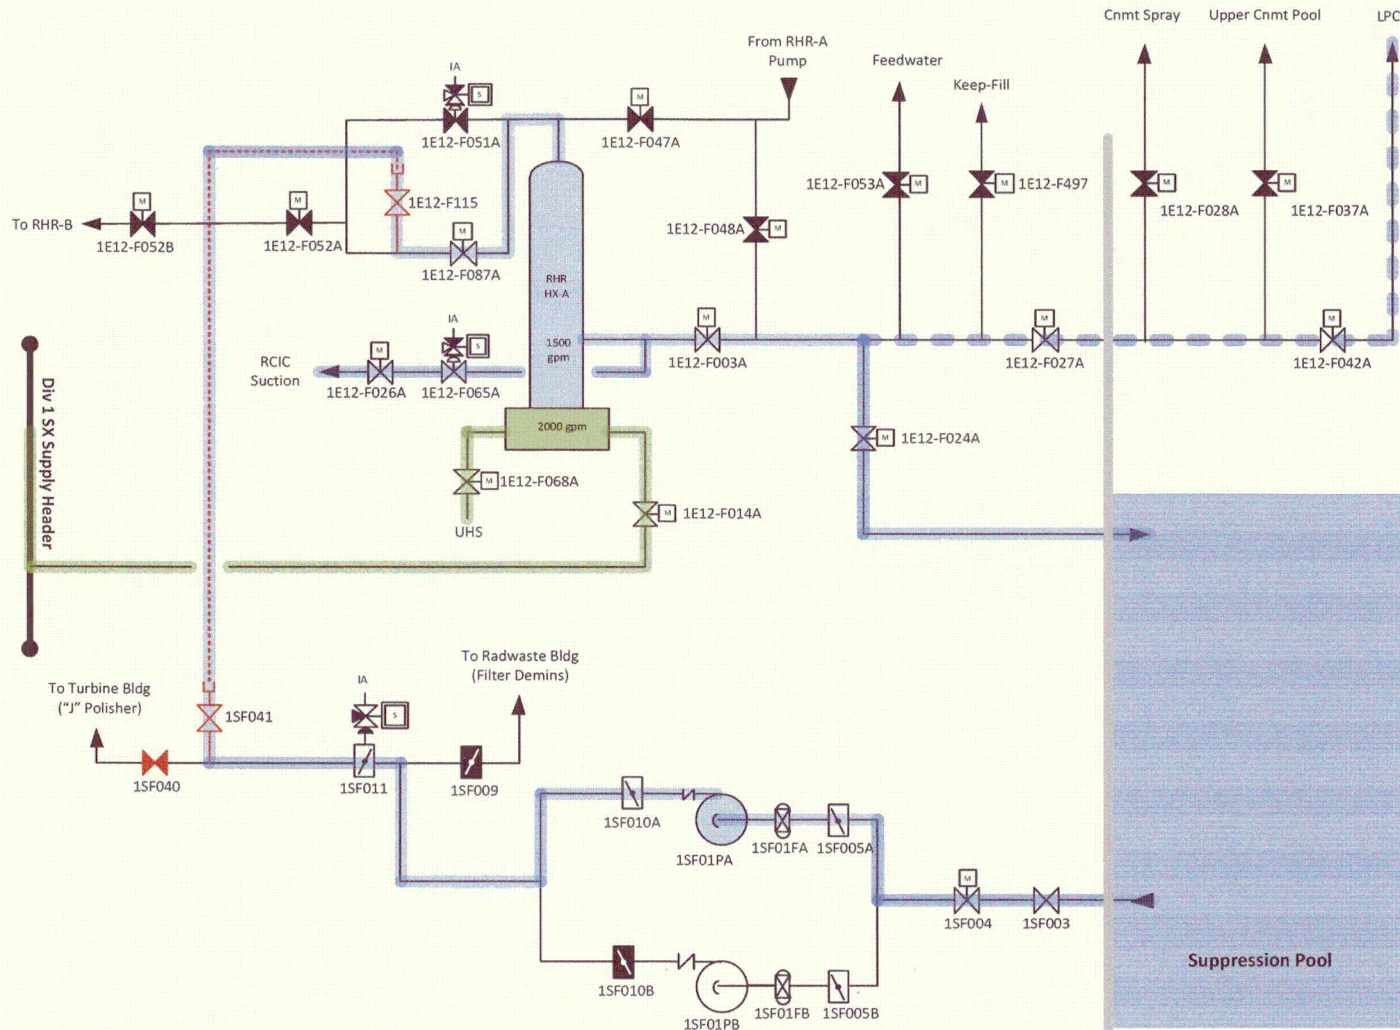 Cnmt Spray
Upper Cnmt Pool
LPC
From RHR-A
Pump
Feedwater
Keep-Fill
IA
S
M
1E12-F051A
1E12-F047A
M
1E12-F115
1E12-F053A
M
M
1E12-F497
M
1E12-F028A
M
1E12-F037A
To RHR-B
M
1E12-F052B
M
1E12-F052A
M
1E12-F087A
1E12-F048A
M
RHR
HX-A
1500
gpm
IA
S
RCIC
Suction
M
1E12-F026A
1E12-F065A
M
1E12-F003A
M
1E12-F027A
M
1E12-F042A
Div 1 SX Supply Header
2000 gpm
M
1E12-F024A
M
1E12-F068A
UHS
M
1E12-F014A
To Turbine Bldg
("J" Polisher)
1SF041
IA
S
To Radwaste Bldg
(Filter Demins)
1SF040
1SF011
1SF009
1SF010A
1SF01PA
1SF01FA
1SF005A
M
1SF004
1SF003
1SF010B
1SF01PB
1SF01FB
1SF005B
Suppression Pool